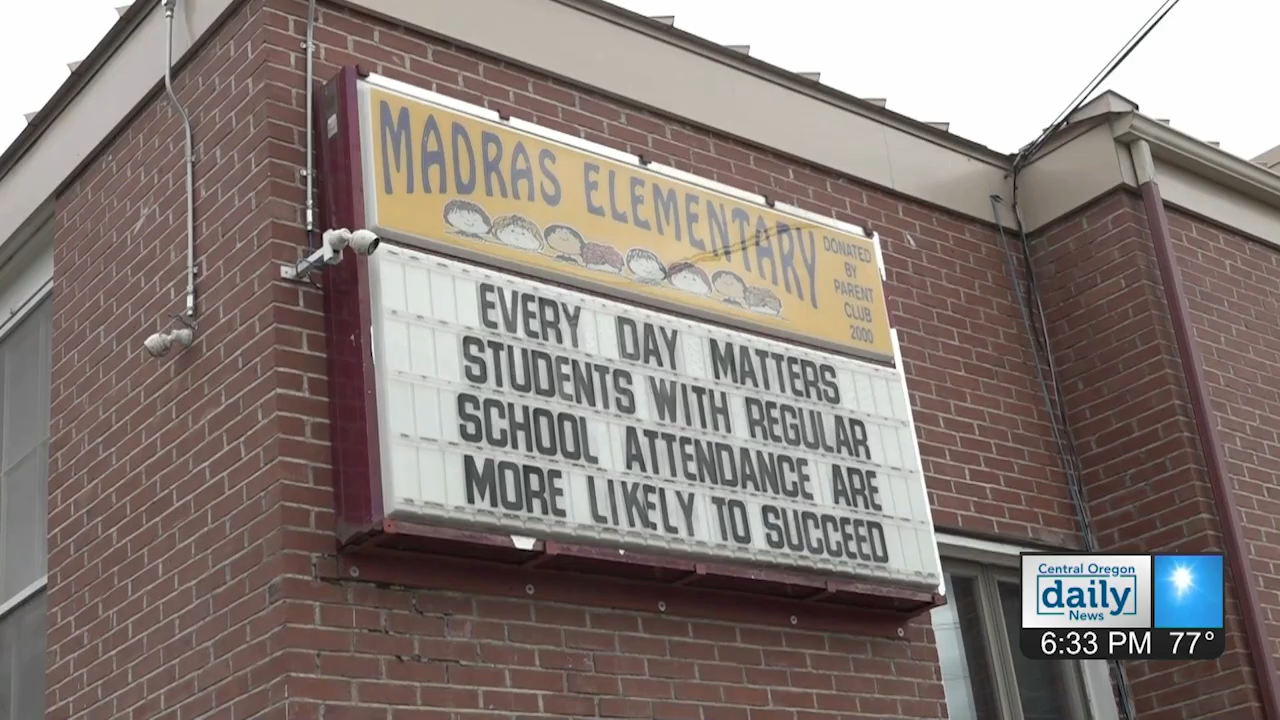 MADRAS ELEMENTARY
DONATED
BY
PARENT
CLUB
2000
EVERY DAY MATTERS
STUDENTS WITH REGULAR
SCHOOL ATTENDANCE ARE
MORE LIKELY TO SUCCEED
Central Oregon
daily
News
6:33 PM 77°